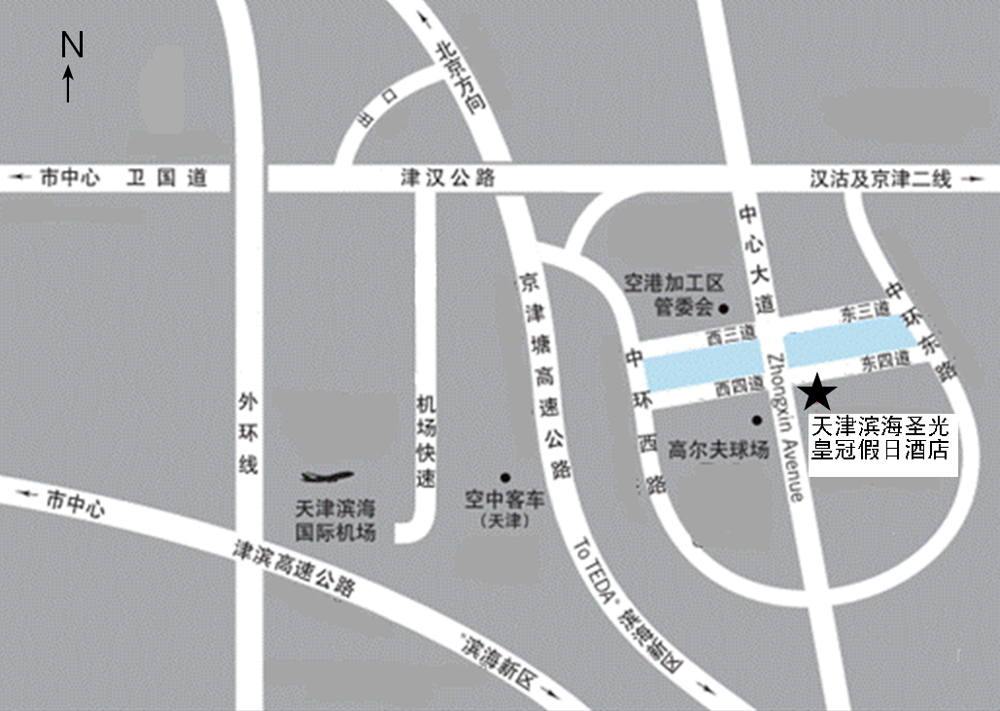 N
北京方向
出口
市中心
卫国道
津汉公路
汉沽及京津二线
中心大道
空港加工区
管委会
京津塘高速公路
西三道
东三道
中环东路
中环西路
西四道
东四道
Zhongxin Avenue
天津滨海圣光
皇冠假日酒店
高尔夫球场
外环线
机场快速
空中客车
(天津)
天津滨海
国际机场
市中心
津滨高速公路
"滨海新区
To TEDA" 滨海新区